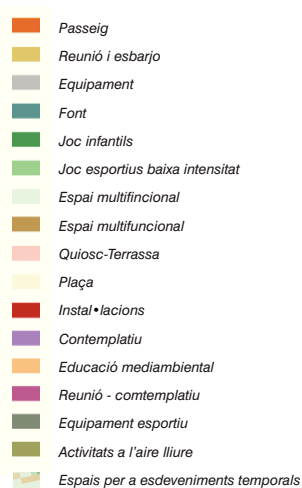 Passeig
Reunió i esbarjo
Equipament
Font
Joc infantils
Joc esportius baixa intensitat
Espai multifincional
Espai multifuncional
Quiosc-Terrassa
Plaça
Instal•lacions
Contemplatiu
Educació mediambiental
Reunió - comtemplatiu
Equipament esportiu
Activitats a l'aire lliure
Espais per a esdeveniments temporals